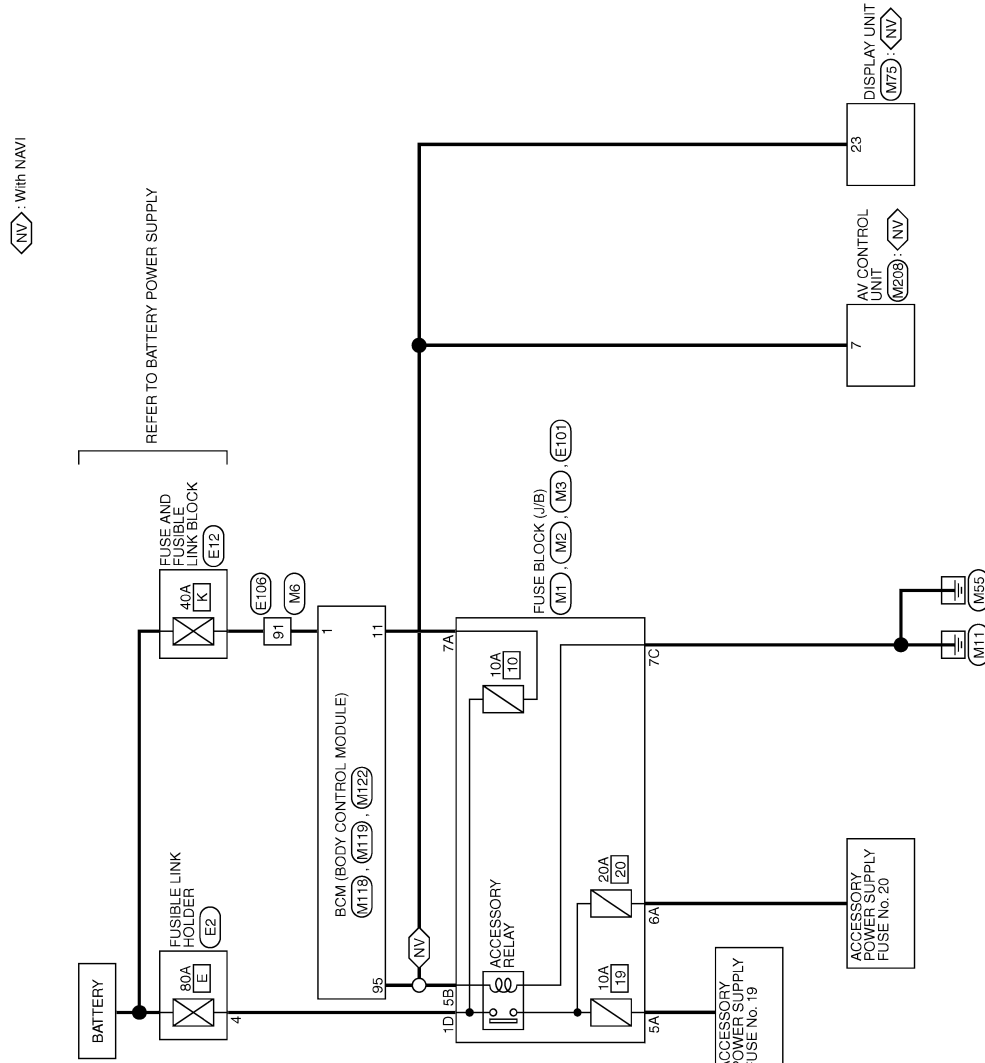 NV : With NAVI
REFER TO BATTERY POWER SUPPLY
BATTERY
FUSIBLE LINK
HOLDER
E2
80A
E
4
FUSE AND
FUSIBLE
LINK BLOCK
E12
40A
K
E106
91
M6
1
11
BCM (BODY CONTROL MODULE)
M118 , M119 , M122
95
NV
5B
1D
7A
FUSE BLOCK (J/B)
M1 , M2 , M3 , E101
10A
10
ACCESSORY
RELAY
20A
20
10A
19
5A
6A
7C
M11
M55
ACCESSORY
POWER SUPPLY
FUSE No. 20
POWER SUPPLY
FUSE No. 19
AV CONTROL
UNIT
M208 : NV
7
DISPLAY UNIT
M75 : NV
23